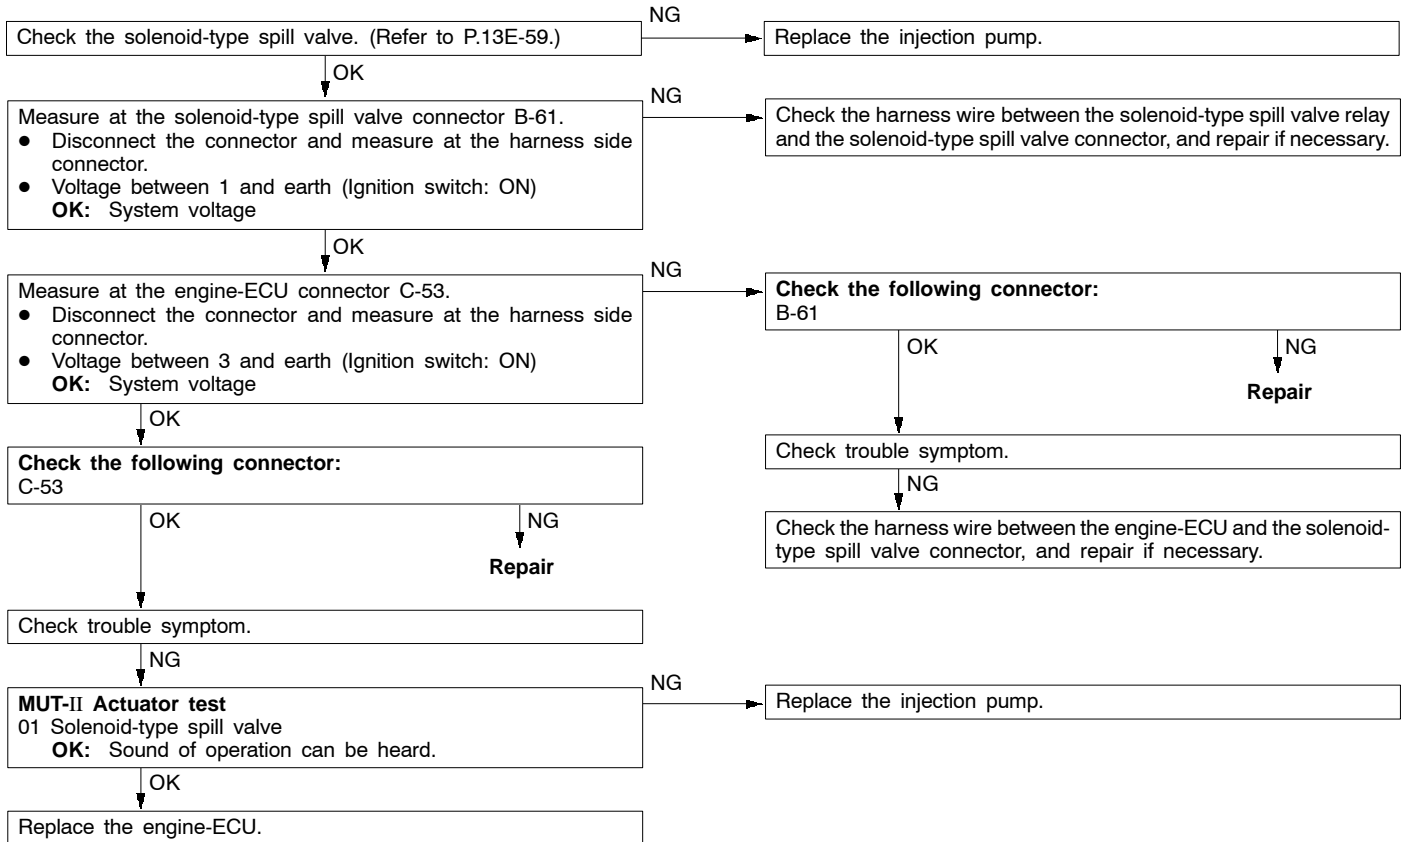 NG
Check the solenoid-type spill valve. (Refer to P.13E-59.)
Replace the injection pump.
OK
NG
Measure at the solenoid-type spill valve connector B-61.
● Disconnect the connector and measure at the harness side
connector.
● Voltage between 1 and earth (Ignition switch: ON)
OK: System voltage
Check the harness wire between the solenoid-type spill valve relay
and the solenoid-type spill valve connector, and repair if necessary.
OK
NG
Measure at the engine-ECU connector C-53.
● Disconnect the connector and measure at the harness side
connector.
● Voltage between 3 and earth (Ignition switch: ON)
OK: System voltage
Check the following connector:
B-61
OK
NG
Repair
OK
Check the following connector:
C-53
Check trouble symptom.
NG
OK
NG
Repair
Check the harness wire between the engine-ECU and the solenoid-
type spill valve connector, and repair if necessary.
Check trouble symptom.
NG
NG
MUT-II Actuator test
01 Solenoid-type spill valve
OK: Sound of operation can be heard.
Replace the injection pump.
OK
Replace the engine-ECU.